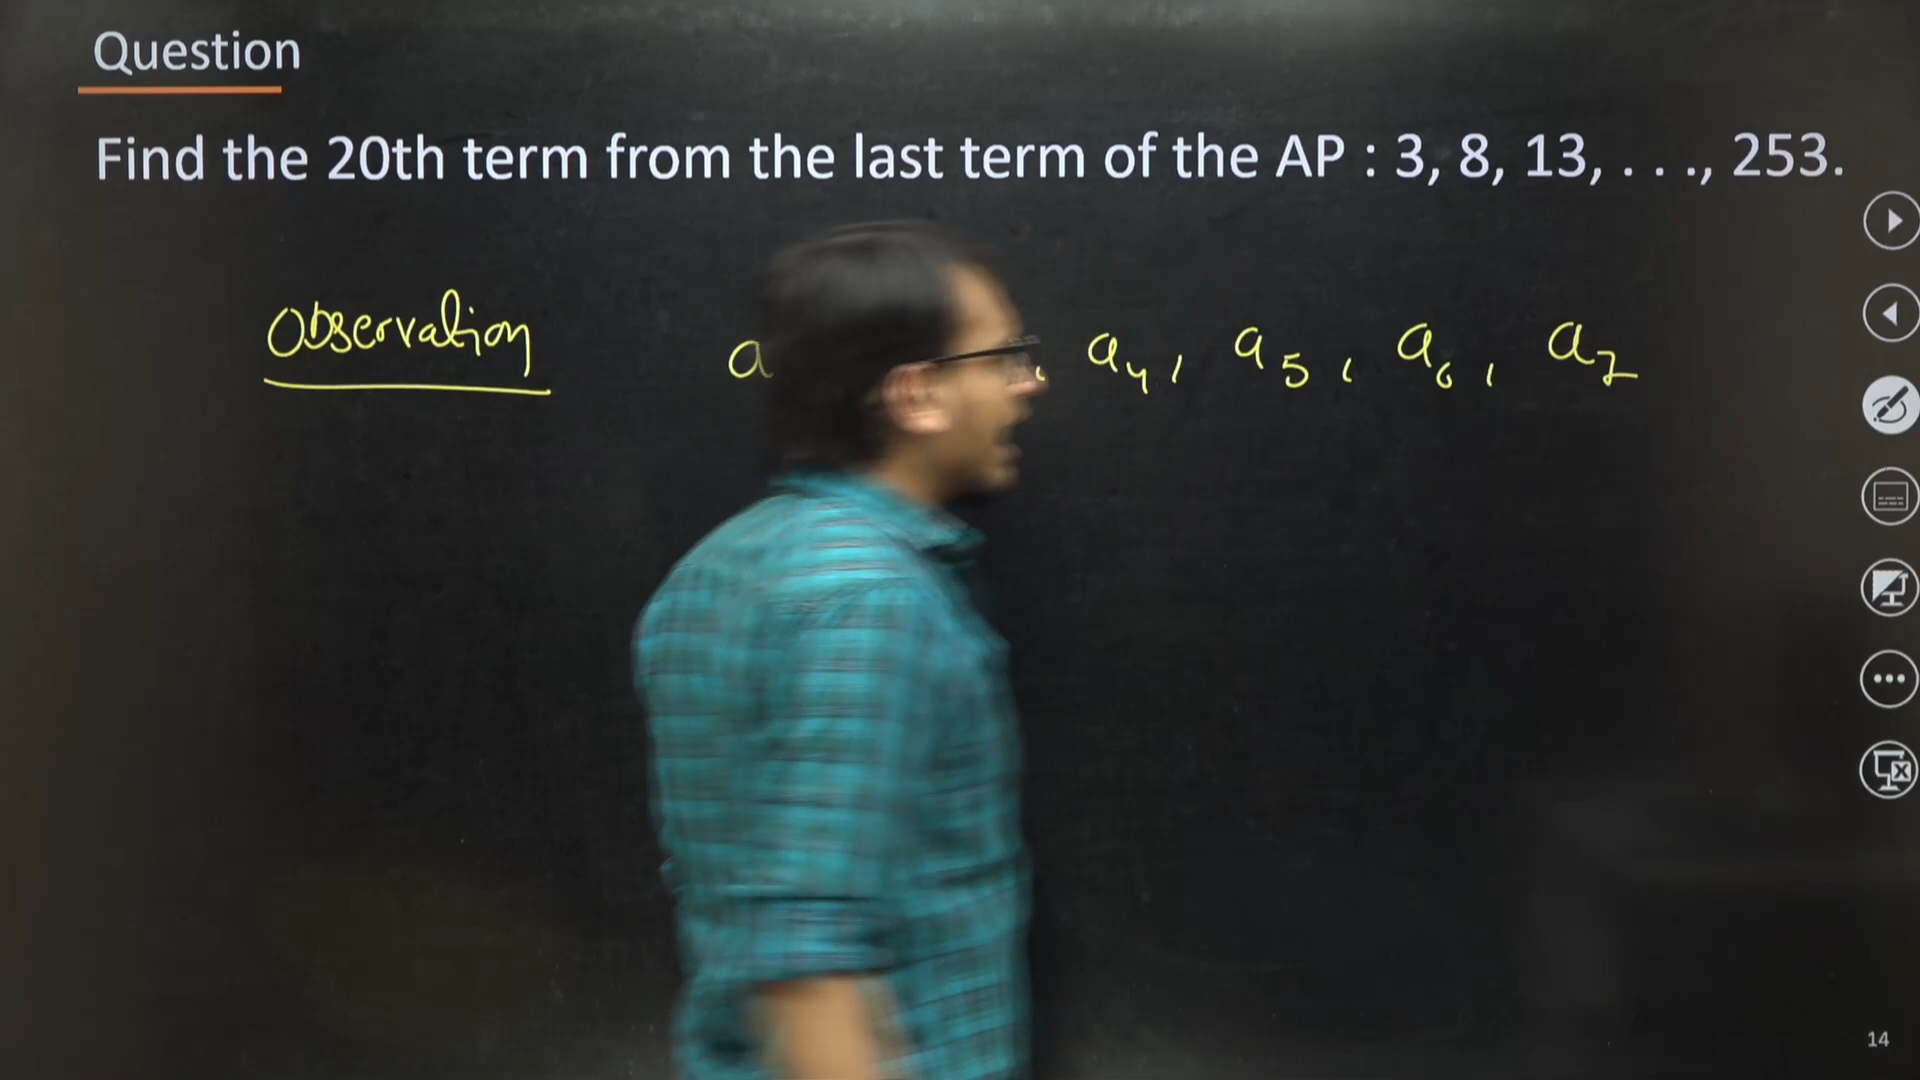 Question
Find the 20th term from the last term of the AP : 3, 8, 13, . . ., 253.
Observation a , a4, a5, a6, a7
14